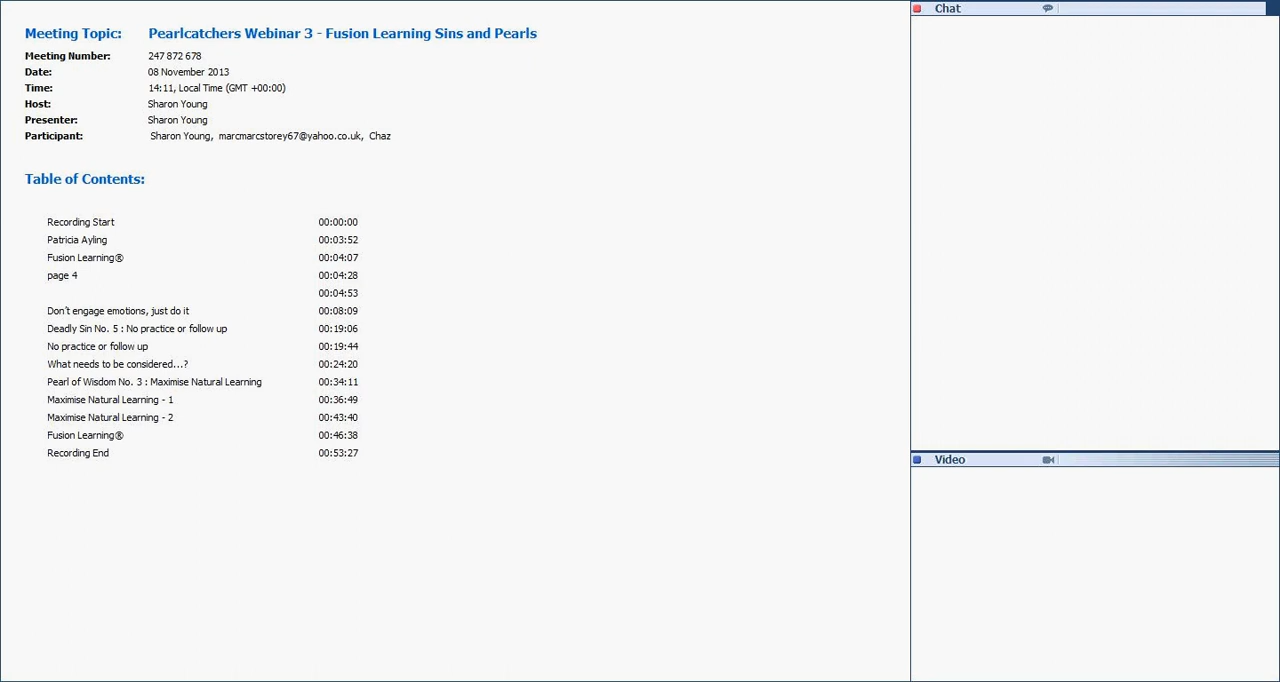 Meeting Topic: Pearlcatchers Webinar 3 - Fusion Learning Sins and Pearls
Meeting Number: 247 872 678
Date: 08 November 2013
Time: 14:11, Local Time (GMT +00:00)
Host: Sharon Young
Presenter: Sharon Young
Participant: Sharon Young, marcmarcstorey67@yahoo.co.uk, Chaz
Table of Contents:
Recording Start 00:00:00
Patricia Ayling 00:03:52
Fusion Learning® 00:04:07
page 4 00:04:28
00:04:53
Don't engage emotions, just do it 00:08:09
Deadly Sin No. 5 : No practice or follow up 00:19:06
No practice or follow up 00:19:44
What needs to be considered...? 00:24:20
Pearl of Wisdom No. 3 : Maximise Natural Learning 00:34:11
Maximise Natural Learning - 1 00:36:49
Maximise Natural Learning - 2 00:43:40
Fusion Learning® 00:46:38
Recording End 00:53:27
Chat
Video